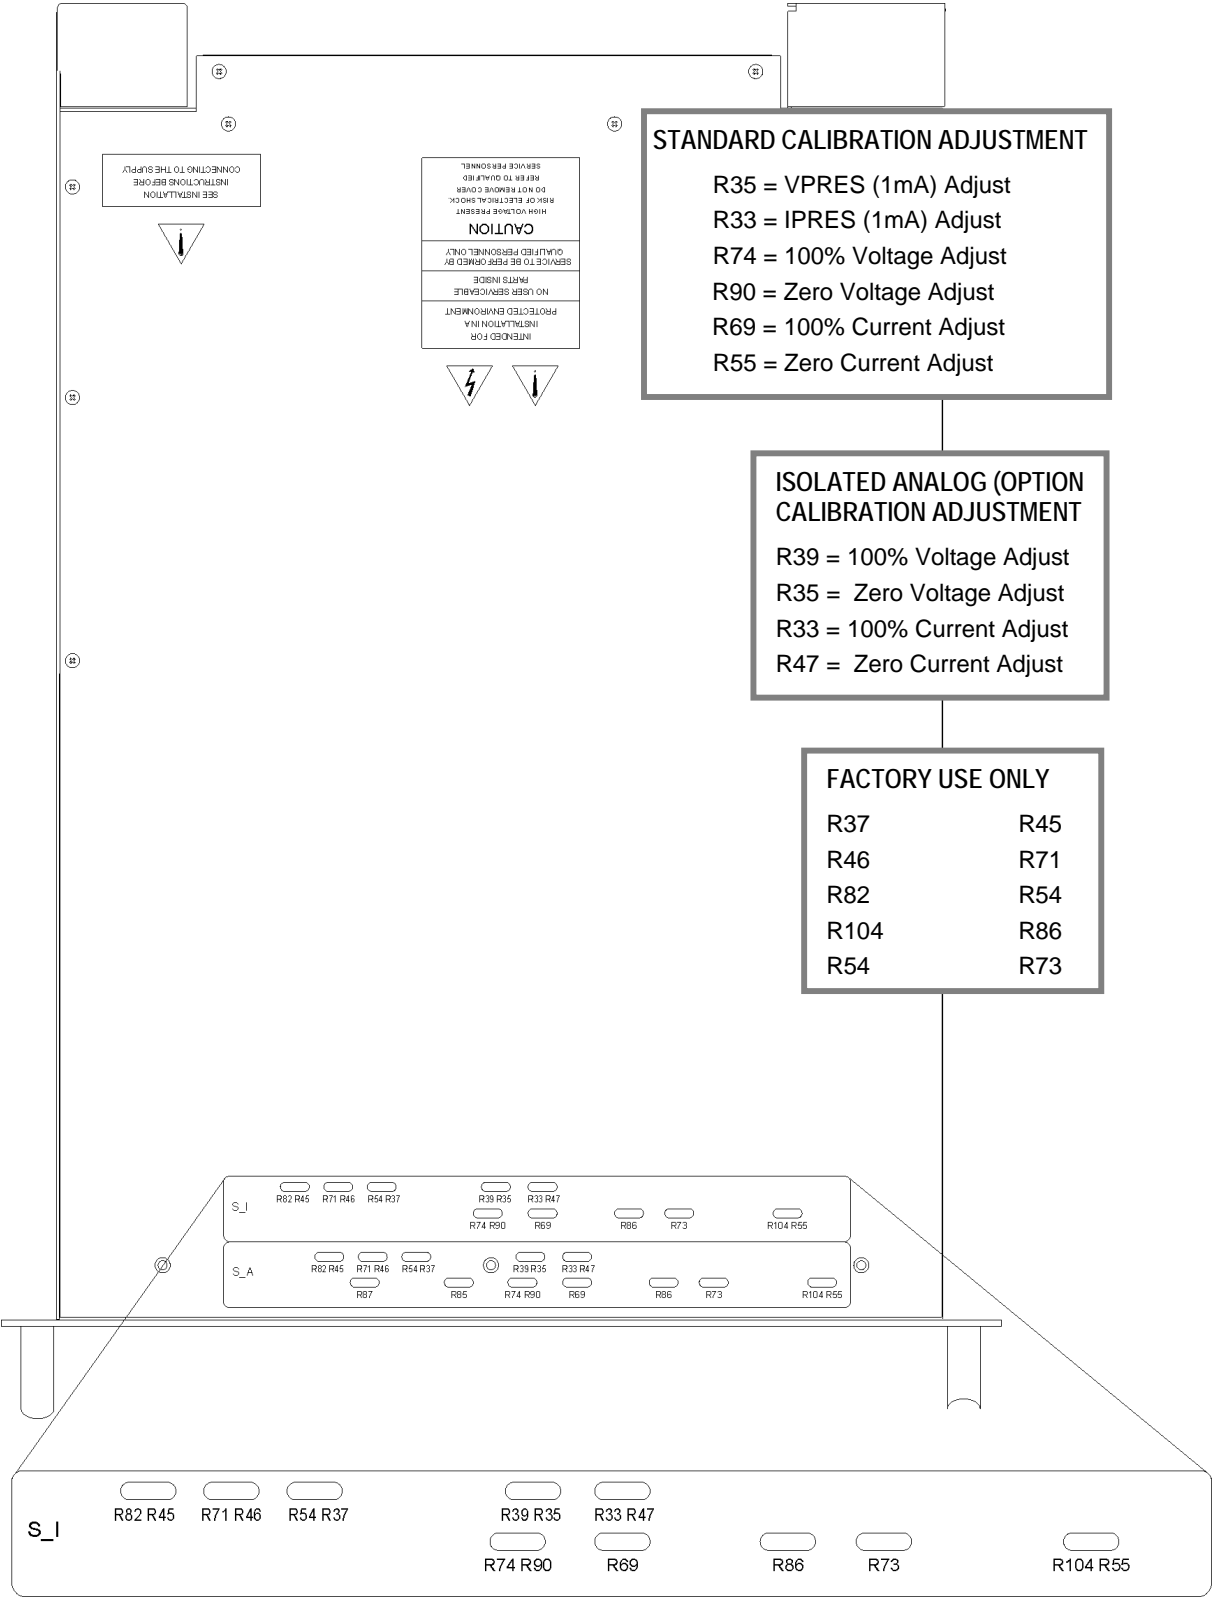 SEE INSTALLATION
INSTRUCTIONS BEFORE
CONNECTING TO THE SUPPLY
INTENDED FOR
INSTALLATION IN A
PROTECTED ENVIRONMENT
NO USER SERVICEABLE
PARTS INSIDE
SERVICE TO BE PERFORMED BY
QUALIFIED PERSONNEL ONLY
CAUTION
HIGH VOLTAGE PRESENT
RISK OF ELECTRICAL SHOCK.
DO NOT REMOVE COVER
REFER TO QUALIFIED
SERVICE PERSONNEL
STANDARD CALIBRATION ADJUSTMENT
R35 = VPRES (1mA) Adjust
R33 = IPRES (1mA) Adjust
R74 = 100% Voltage Adjust
R90 = Zero Voltage Adjust
R69 = 100% Current Adjust
R55 = Zero Current Adjust
ISOLATED ANALOG (OPTION
CALIBRATION ADJUSTMENT
R39 = 100% Voltage Adjust
R35 = Zero Voltage Adjust
R33 = 100% Current Adjust
R47 = Zero Current Adjust
FACTORY USE ONLY
R37 R45
R46 R71
R82 R54
R104 R86
R54 R73
S_I
R82 R45 R71 R46 R54 R37 R39 R35 R33 R47
R74 R90 R69 R86 R73 R104 R55
S_A
R82 R45 R71 R46 R54 R37 R39 R35 R33 R47
R87 R85 R74 R90 R69 R86 R73 R104 R55
S_I
R82 R45 R71 R46 R54 R37 R39 R35 R33 R47
R74 R90 R69 R86 R73 R104 R55